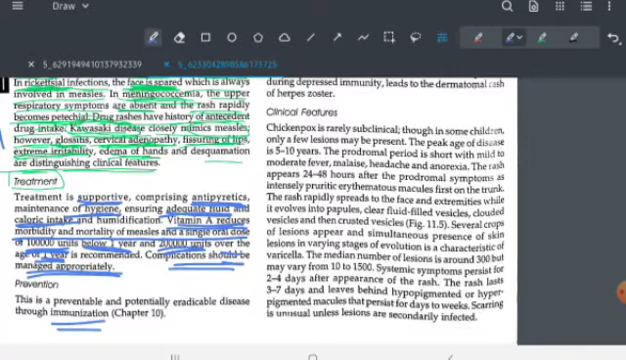 Draw
5_6291949410137932339
5_6233042898586173725
In rickettsial infections, the face is spared which is always
involved in measles. In meningococcemia, the upper
respiratory symptoms are absent and the rash rapidly
becomes petechial. Drug rashes have history of antecedent
drug intake. Kawasaki disease closely mimics measles;
however, glossitis, cervical adenopathy, fissuring of lips,
extreme irritability, edema of hands and desquamation
are distinguishing clinical features.
Treatment
Treatment is supportive, comprising antipyretics,
maintenance of hygiene, ensuring adequate fluid and
caloric intake and humidification. Vitamin A reduces
morbidity and mortality of measles and a single oral dose
of 100000 units below 1 year and 200000 units over the
age of 1 year is recommended. Complications should be
managed appropriately.
Prevention
This is a preventable and potentially eradicable disease
through immunization (Chapter 10).
during depressed immunity, leads to the dermatomal rash
of herpes zoster.
Clinical Features
Chickenpox is rarely subclinical; though in some children,
only a few lesions may be present. The peak age of disease
is 5-10 years. The prodromal period is short with mild to
moderate fever, malaise, headache and anorexia. The rash
appears 24-48 hours after the prodromal symptoms as
intensely pruritic erythematous macules first on the trunk.
The rash rapidly spreads to the face and extremities while
it evolves into papules, clear fluid-filled vesicles, clouded
vesicles and then crusted vesicles (Fig. 11.5). Several crops
of lesions appear and simultaneous presence of skin
lesions in varying stages of evolution is a characteristic of
varicella. The median number of lesions is around 300 but
may vary from 10 to 1500. Systemic symptoms persist for
2-4 days after appearance of the rash. The rash lasts
3-7 days and leaves behind hypopigmented or hyper-
pigmented macules that persist for days to weeks. Scarring
is unusual unless lesions are secondarily infected.